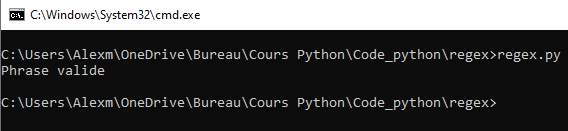 C:\Windows\System32\cmd.exe
C:\Users\Alexm\OneDrive\Bureau\Cours Python\Code_python\regex>regex.py
Phrase valide
C:\Users\Alexm\OneDrive\Bureau\Cours Python\Code_python\regex>